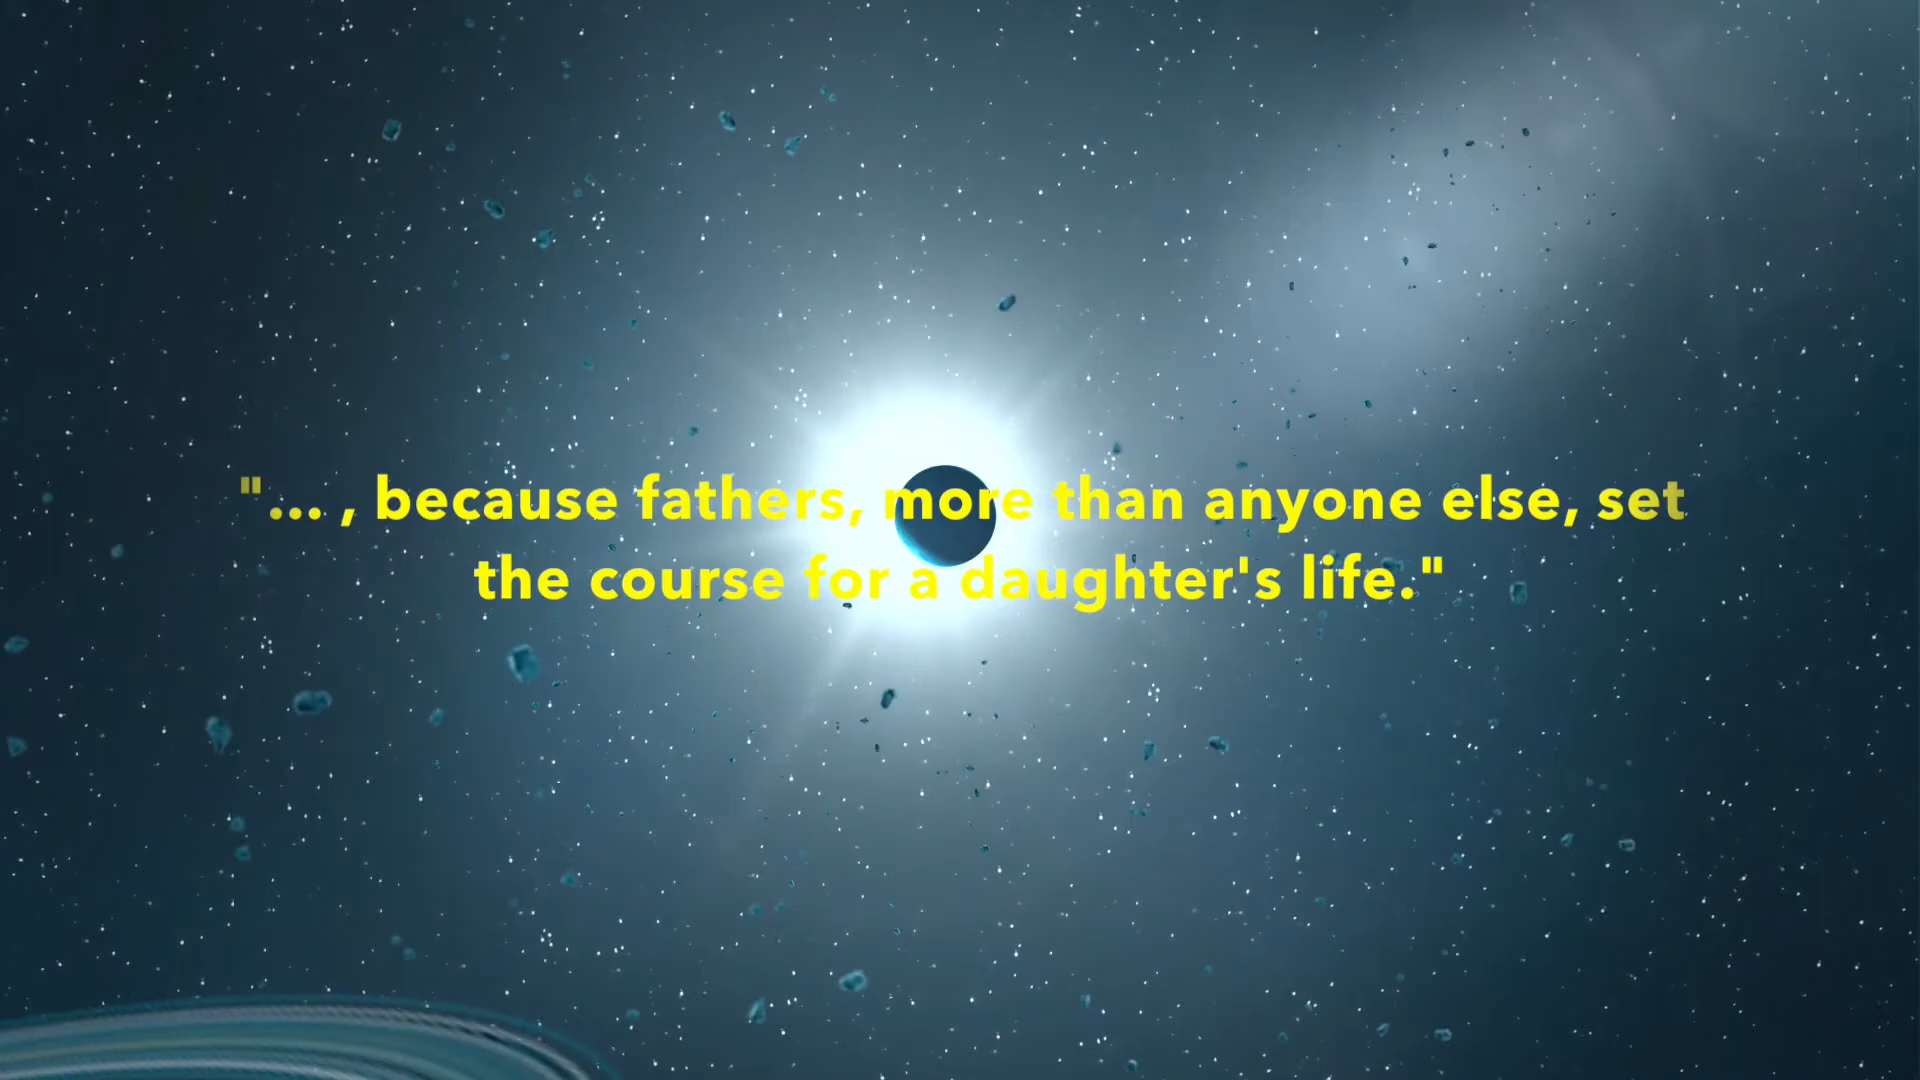 "... , because fathers, more than anyone else, set
the course for a daughter's life."